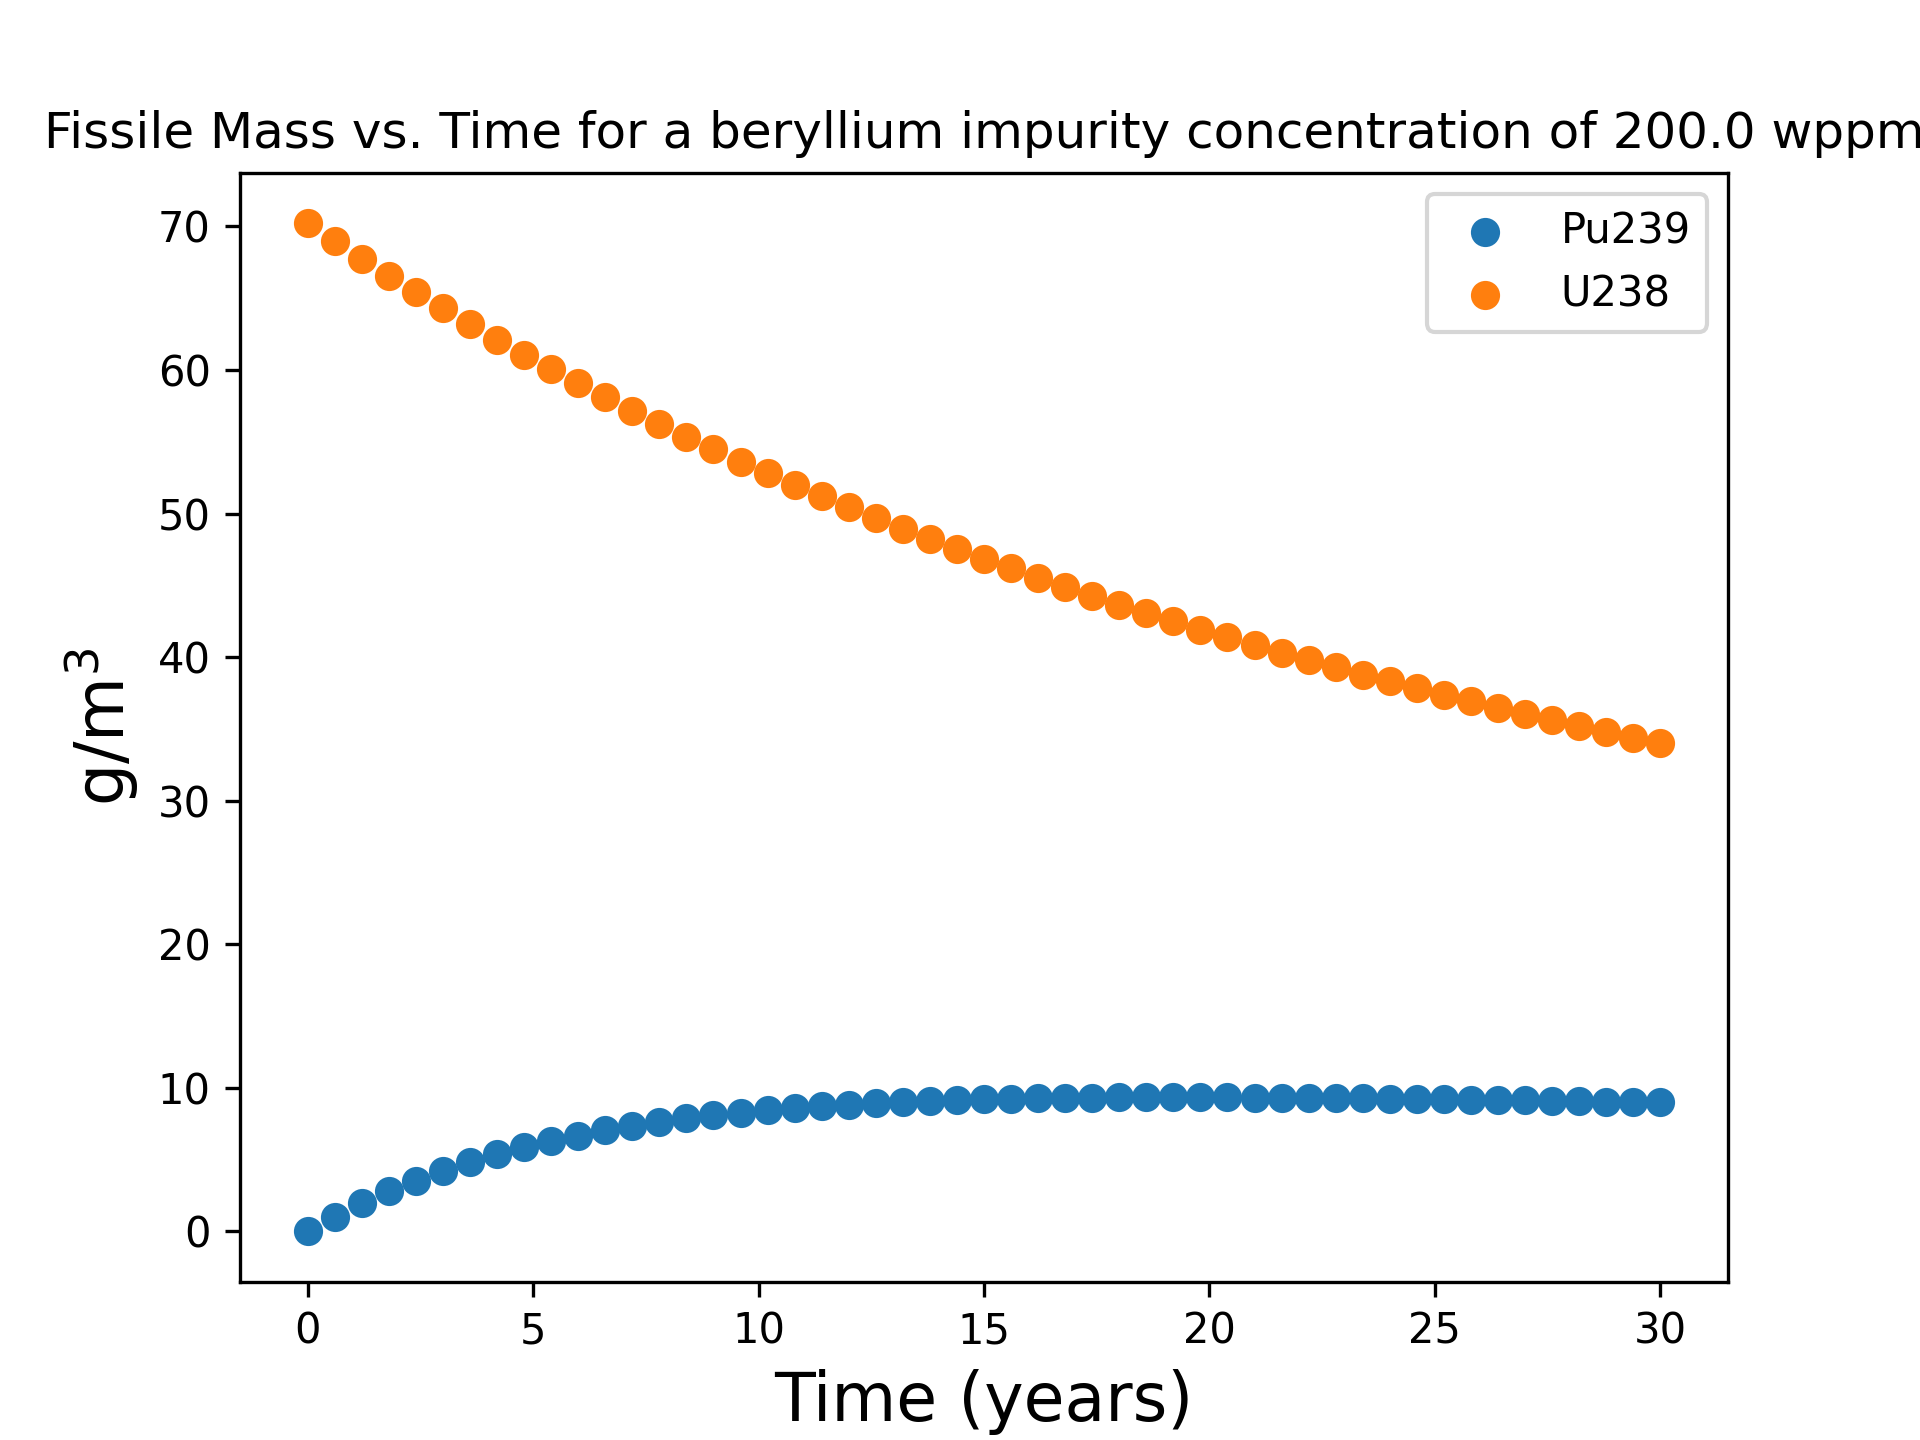 Fissile Mass vs. Time for a beryllium impurity concentration of 200.0 wppm
Pu239
U238
70
60
50
40
30
20
10
0
g/m³
0 5 10 15 20 25 30
Time (years)